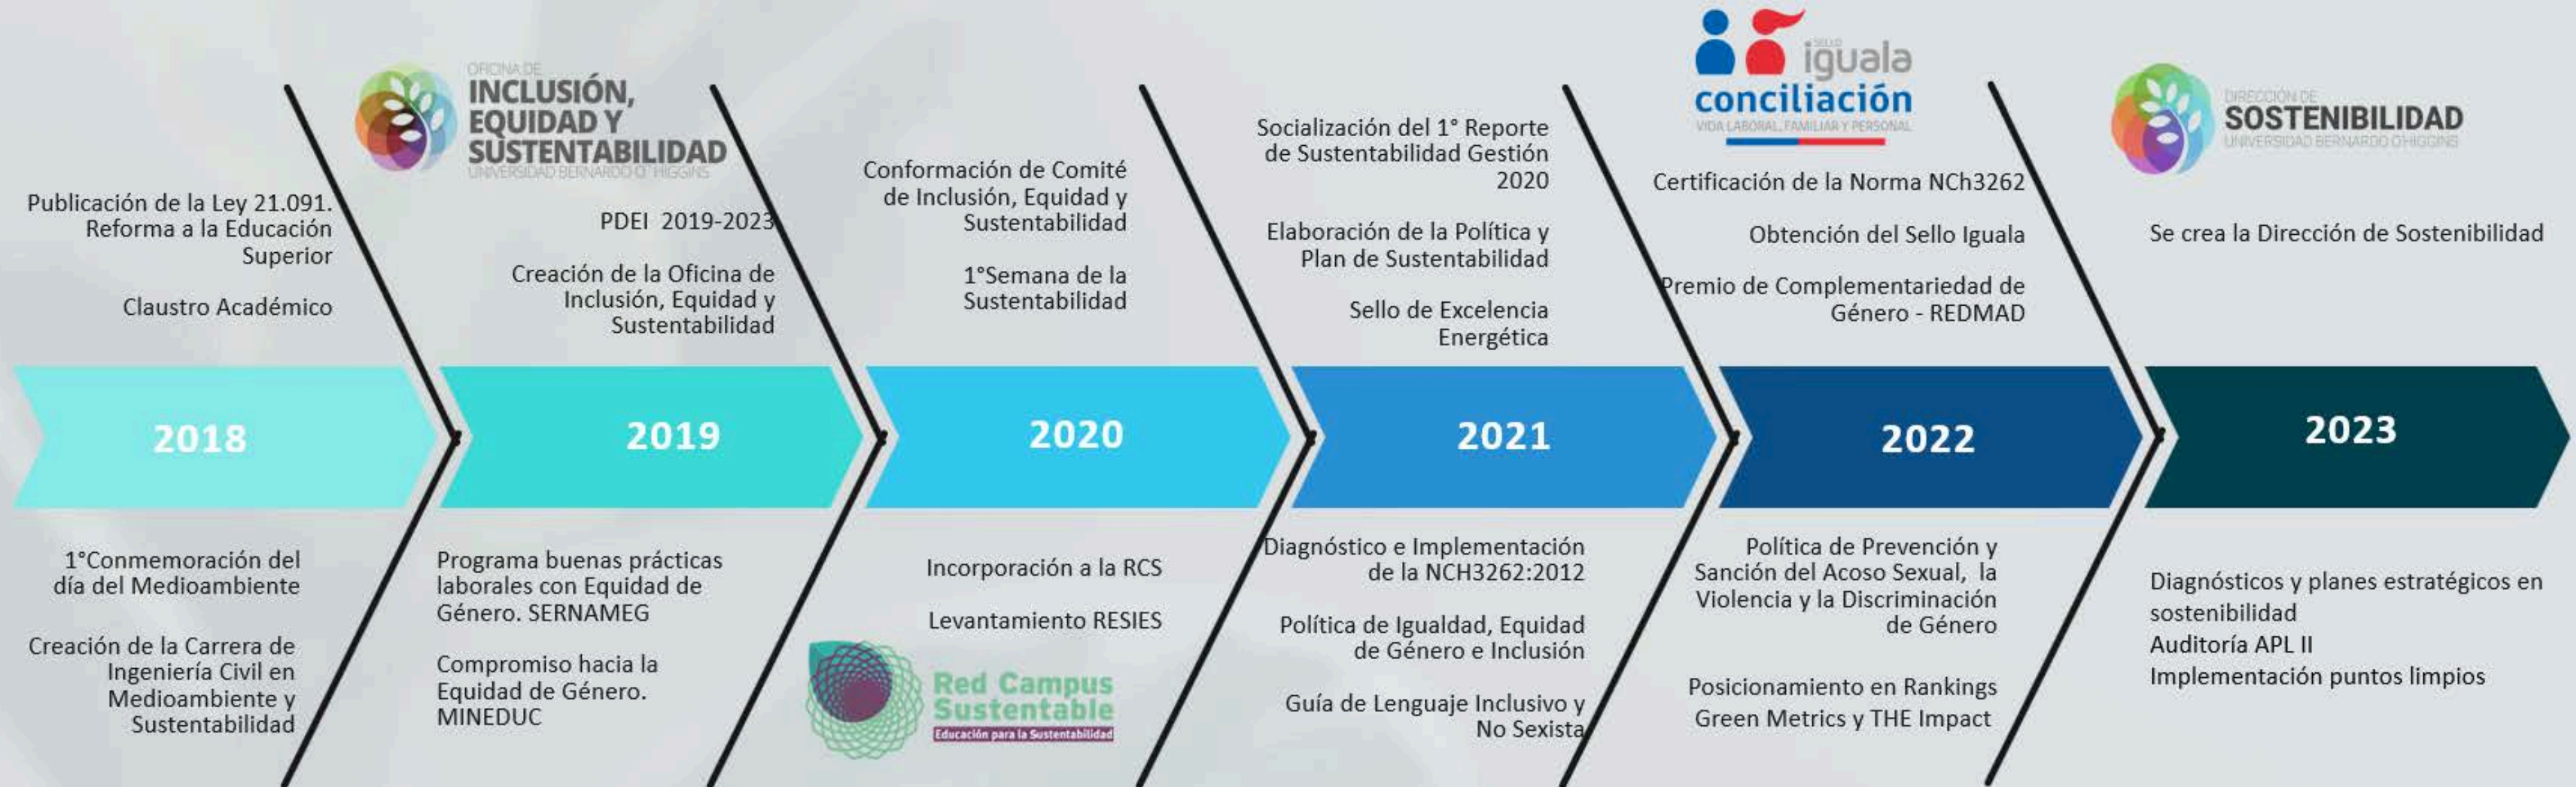 Publicación de la Ley 21.091.
Reforma a la Educación
Superior
Claustro Académico
2018
1°Conmemoración del
día del Medioambiente
Creación de la Carrera de
Ingeniería Civil en
Medioambiente y
Sustentabilidad
OFICINA DE
INCLUSIÓN,
EQUIDAD Y
SUSTENTABILIDAD
UNIVERSIDAD BERNARDO O' HIGGINS
PDEI 2019-2023
Creación de la Oficina de
Inclusión, Equidad y
Sustentabilidad
2019
Programa buenas prácticas
laborales con Equidad de
Género. SERNAMEG
Compromiso hacia la
Equidad de Género.
MINEDUC
Conformación de Comité
de Inclusión, Equidad y
Sustentabilidad
1°Semana de la
Sustentabilidad
2020
Incorporación a la RCS
Levantamiento RESIES
Red Campus
Sustentable
Educación para la Sustentabilidad
Socialización del 1° Reporte
de Sustentabilidad Gestión
2020
Elaboración de la Política y
Plan de Sustentabilidad
Sello de Excelencia
Energética
2021
Diagnóstico e Implementación
de la NCH3262:2012
Política de Igualdad, Equidad
de Género e Inclusión
Guía de Lenguaje Inclusivo y
No Sexista
SELLO
iguala
conciliación
VIDA LABORAL, FAMILIAR Y PERSONAL
Certificación de la Norma NCh3262
Obtención del Sello Iguala
Premio de Complementariedad de
Género - REDMAD
2022
Política de Prevención y
Sanción del Acoso Sexual, la
Violencia y la Discriminación
de Género
Posicionamiento en Rankings
Green Metrics y THE Impact
DIRECCIÓN DE
SOSTENIBILIDAD
UNIVERSIDAD BERNARDO O'HIGGINS
Se crea la Dirección de Sostenibilidad
2023
Diagnósticos y planes estratégicos en
sostenibilidad
Auditoría APL II
Implementación puntos limpios